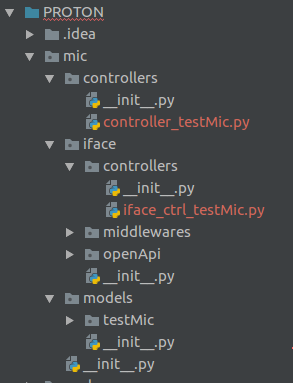 PROTON
.idea
mic
controllers
__init__.py
controller_testMic.py
iface
controllers
__init__.py
iface_ctrl_testMic.py
middlewares
openApi
__init__.py
models
testMic
__init__.py
__init__.py